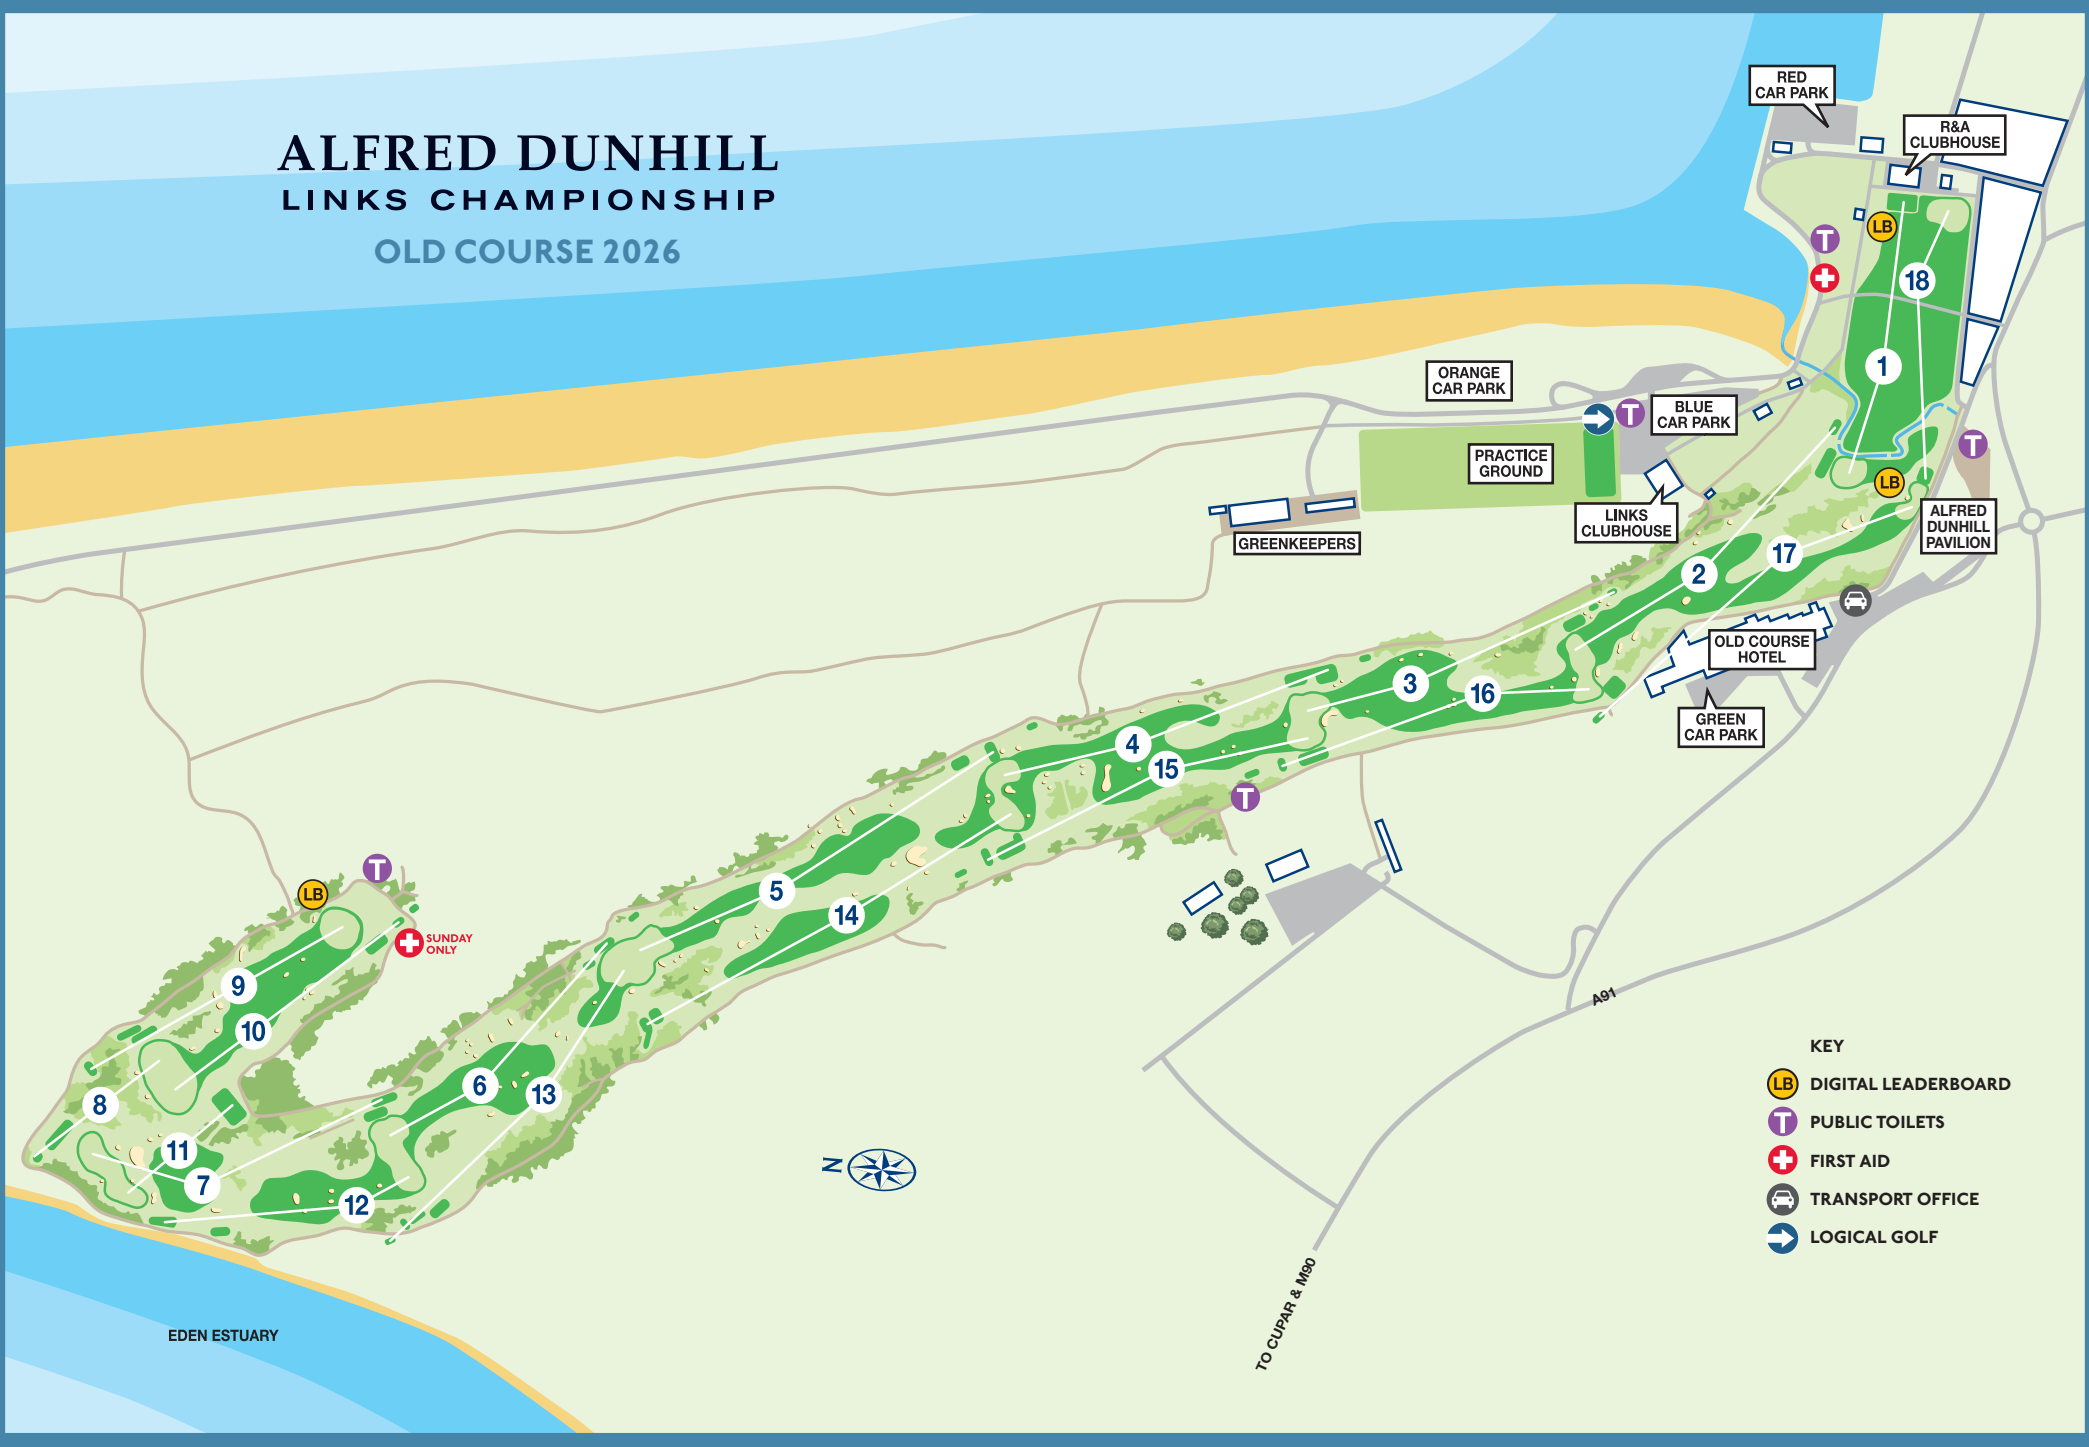 ALFRED DUNHILL
LINKS CHAMPIONSHIP
OLD COURSE 2026
RED
CAR PARK
R&A
CLUBHOUSE
LB
T
18
1
ORANGE
CAR PARK
T
BLUE
CAR PARK
PRACTICE
GROUND
T
LB
LINKS
CLUBHOUSE
ALFRED
DUNHILL
PAVILION
GREENKEEPERS
17
2
OLD COURSE
HOTEL
3
16
GREEN
CAR PARK
4
15
T
T
LB
5
14
SUNDAY
ONLY
9
10
6
13
8
11
7
12
N
A91
TO CUPAR & M90
EDEN ESTUARY
KEY
LB DIGITAL LEADERBOARD
T PUBLIC TOILETS
FIRST AID
TRANSPORT OFFICE
LOGICAL GOLF